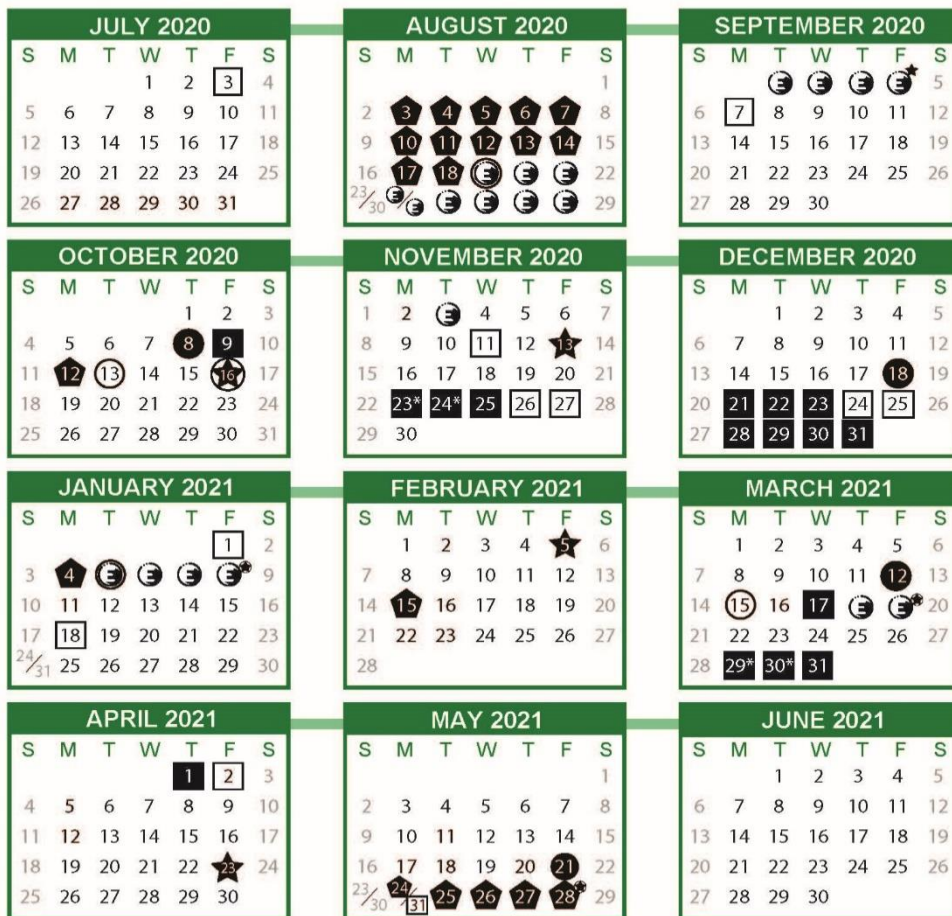 JULY 2020
S M T W T F S
1 2 3 4
5 6 7 8 9 10 11
12 13 14 15 16 17 18
19 20 21 22 23 24 25
26 27 28 29 30 31
AUGUST 2020
S M T W T F S
1
2 3 4 5 6 7 8
9 10 11 12 13 14 15
16 17 18 E E E 22
23/30 E/E E E E E 29
SEPTEMBER 2020
S M T W T F S
E E E E 5
6 7 8 9 10 11 12
13 14 15 16 17 18 19
20 21 22 23 24 25 26
27 28 29 30
OCTOBER 2020
S M T W T F S
1 2 3
4 5 6 7 8 9 10
11 12 13 14 15 16 17
18 19 20 21 22 23 24
25 26 27 28 29 30 31
NOVEMBER 2020
S M T W T F S
1 2 E 4 5 6 7
8 9 10 11 12 13 14
15 16 17 18 19 20 21
22 23* 24* 25 26 27 28
29 30
DECEMBER 2020
S M T W T F S
1 2 3 4 5
6 7 8 9 10 11 12
13 14 15 16 17 18 19
20 21 22 23 24 25 26
27 28 29 30 31
JANUARY 2021
S M T W T F S
1 2
3 4 E E E E 9
10 11 12 13 14 15 16
17 18 19 20 21 22 23
24/31 25 26 27 28 29 30
FEBRUARY 2021
S M T W T F S
1 2 3 4 5 6
7 8 9 10 11 12 13
14 15 16 17 18 19 20
21 22 23 24 25 26 27
28
MARCH 2021
S M T W T F S
1 2 3 4 5 6
7 8 9 10 11 12 13
14 15 16 17 E E 20
21 22 23 24 25 26 27
28 29* 30* 31
APRIL 2021
S M T W T F S
1 2 3
4 5 6 7 8 9 10
11 12 13 14 15 16 17
18 19 20 21 22 23 24
25 26 27 28 29 30
MAY 2021
S M T W T F S
1
2 3 4 5 6 7 8
9 10 11 12 13 14 15
16 17 18 19 20 21 22
23/30 24/31 25 26 27 28 29
JUNE 2021
S M T W T F S
1 2 3 4 5
6 7 8 9 10 11 12
13 14 15 16 17 18 19
20 21 22 23 24 25 26
27 28 29 30